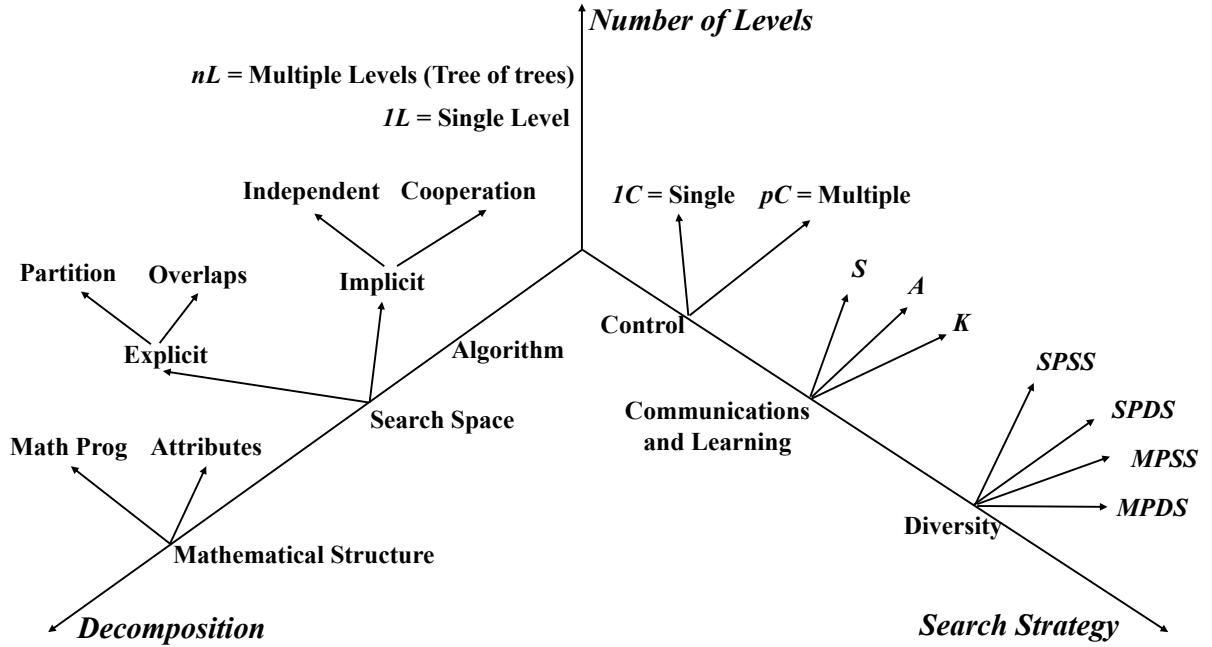 Number of Levels
nL = Multiple Levels (Tree of trees)
1L = Single Level
Independent
Cooperation
1C = Single
pC = Multiple
Partition
Overlaps
Implicit
S
A
K
Explicit
Algorithm
Control
SPSS
SPDS
MPSS
MPDS
Search Space
Communications
and Learning
Math Prog
Attributes
Diversity
Mathematical Structure
Decomposition
Search Strategy